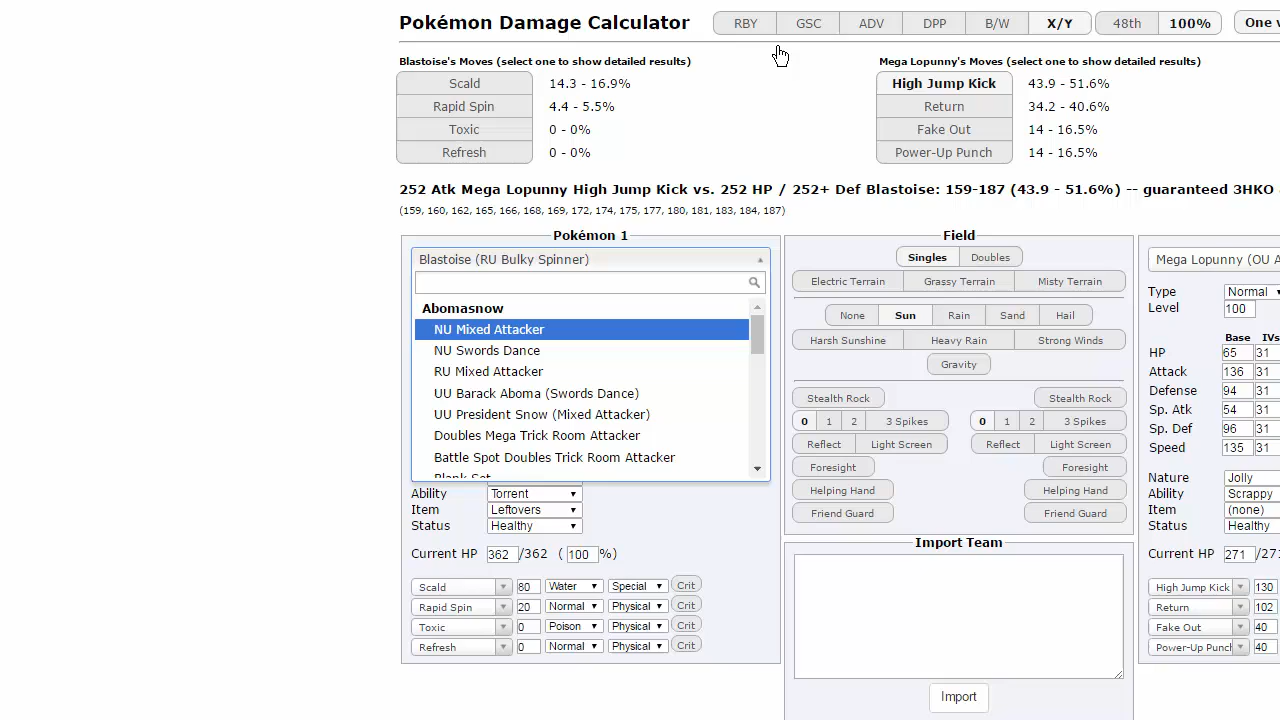 Pokémon Damage Calculator RBY GSC ADV DPP B/W X/Y 48th 100% One v
Blastoise's Moves (select one to show detailed results) Mega Lopunny's Moves (select one to show detailed results)
Scald 14.3 - 16.9% High Jump Kick 43.9 - 51.6%
Rapid Spin 4.4 - 5.5% Return 34.2 - 40.6%
Toxic 0 - 0% Fake Out 14 - 16.5%
Refresh 0 - 0% Power-Up Punch 14 - 16.5%
252 Atk Mega Lopunny High Jump Kick vs. 252 HP / 252+ Def Blastoise: 159-187 (43.9 - 51.6%) -- guaranteed 3HKO
(159, 160, 162, 165, 166, 168, 169, 172, 174, 175, 177, 180, 181, 183, 184, 187)
Pokémon 1
Blastoise (RU Bulky Spinner)
Abomasnow
NU Mixed Attacker
NU Swords Dance
RU Mixed Attacker
UU Barack Aboma (Swords Dance)
UU President Snow (Mixed Attacker)
Doubles Mega Trick Room Attacker
Battle Spot Doubles Trick Room Attacker
Blank Set
Ability Torrent
Item Leftovers
Status Healthy
Current HP 362 /362 ( 100 %)
Scald 80 Water Special Crit
Rapid Spin 20 Normal Physical Crit
Toxic 0 Poison Physical Crit
Refresh 0 Normal Physical Crit
Field
Singles Doubles
Electric Terrain Grassy Terrain Misty Terrain
None Sun Rain Sand Hail
Harsh Sunshine Heavy Rain Strong Winds
Gravity
Stealth Rock Stealth Rock
0 1 2 3 Spikes 0 1 2 3 Spikes
Reflect Light Screen Reflect Light Screen
Foresight Foresight
Helping Hand Helping Hand
Friend Guard Friend Guard
Import Team
Import
Mega Lopunny (OU A
Type Normal
Level 100
Base IVs
HP 65 31
Attack 136 31
Defense 94 31
Sp. Atk 54 31
Sp. Def 96 31
Speed 135 31
Nature Jolly
Ability Scrappy
Item (none)
Status Healthy
Current HP 271 /271
High Jump Kick 130
Return 102
Fake Out 40
Power-Up Punch 40